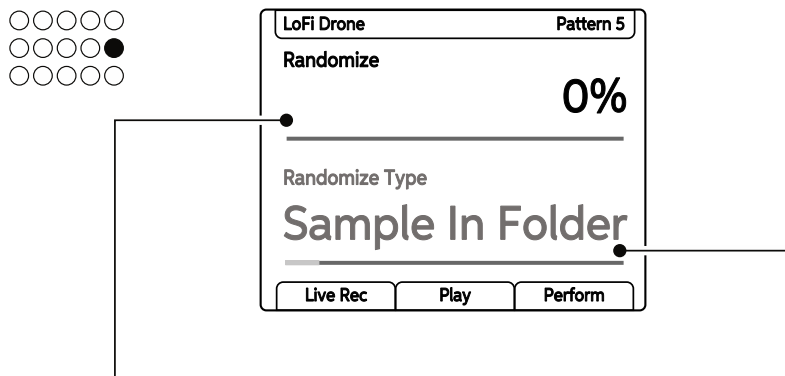 LoFi Drone Pattern 5
Randomize
0%
Randomize Type
Sample In Folder
Live Rec Play Perform